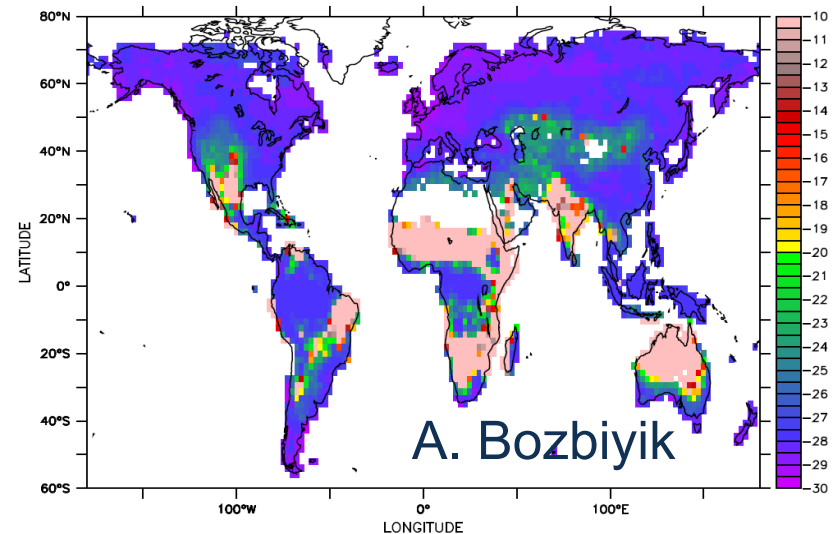 80°N
60°N
40°N
20°N
0°
20°S
40°S
60°S
LATITUDE
100°W
0°
100°E
LONGITUDE
A. Bozbiyik
-10
-11
-12
-13
-14
-15
-16
-17
-18
-19
-20
-21
-22
-23
-24
-25
-26
-27
-28
-29
-30